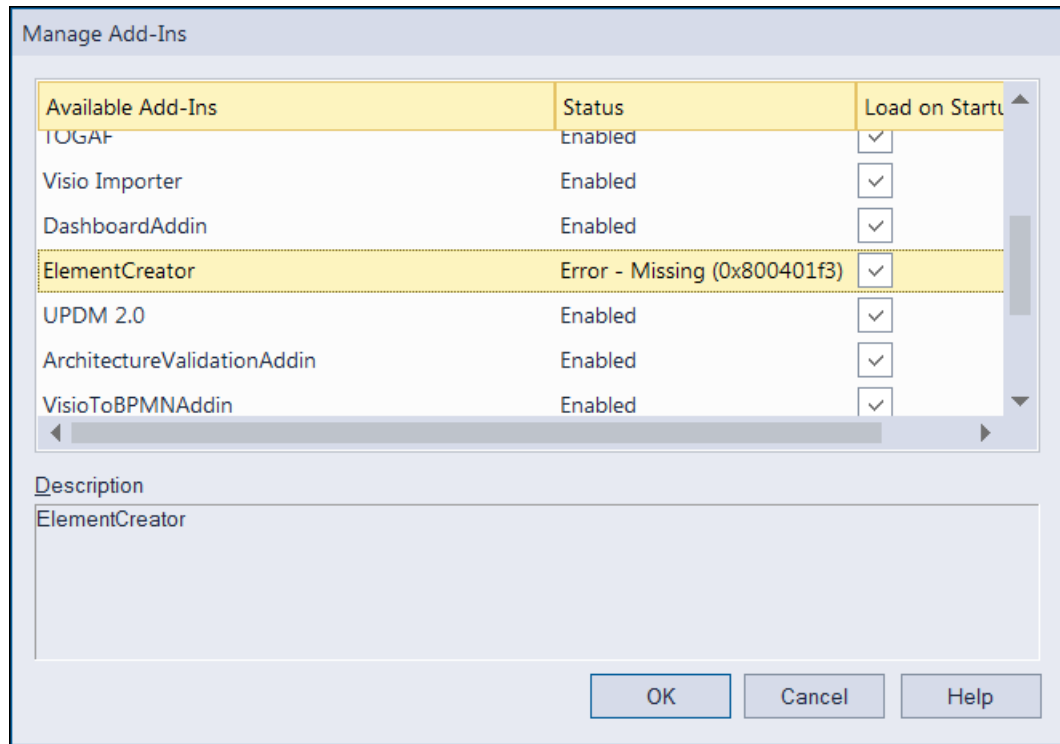 Manage Add-Ins
Available Add-Ins Status Load on Startu
TOGAF Enabled
Visio Importer Enabled
DashboardAddin Enabled
ElementCreator Error - Missing (0x800401f3)
UPDM 2.0 Enabled
ArchitectureValidationAddin Enabled
VisioToBPMNAddin Enabled
Description
ElementCreator
OK Cancel Help